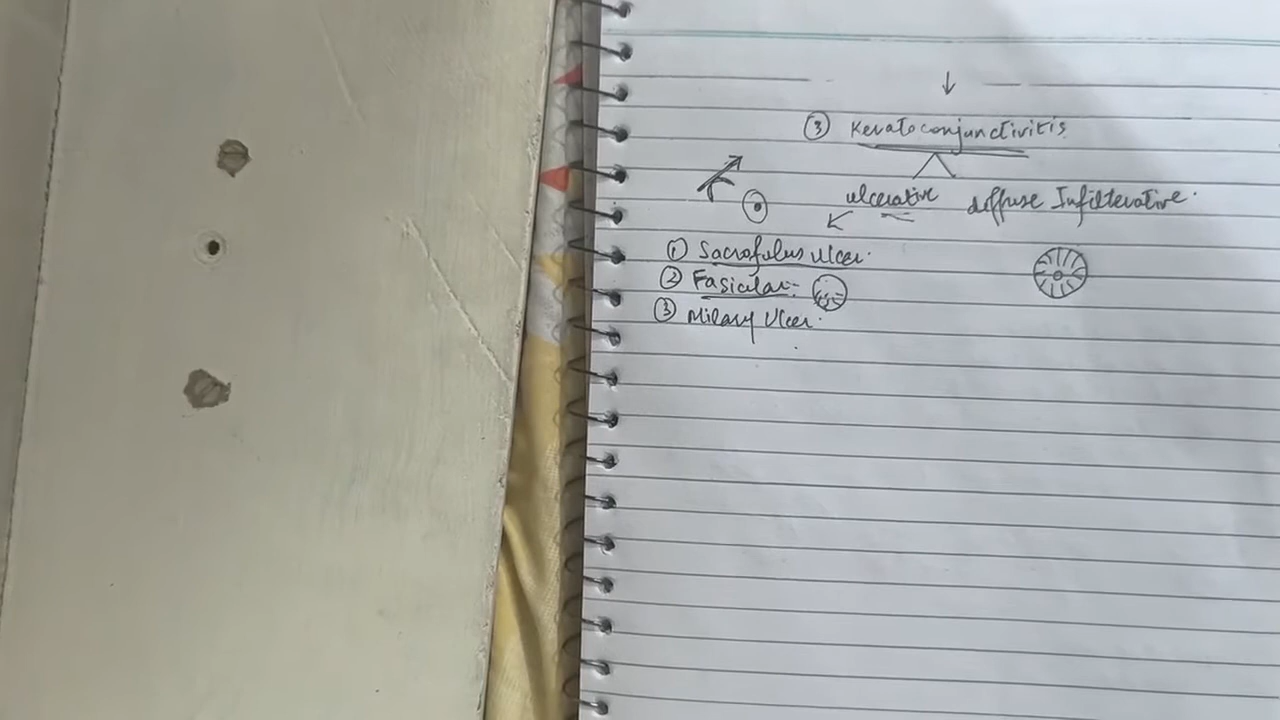 ③ Keratoconjunctivitis
ulcerative diffuse Infilterative.
① Sacrofulus ulcer.
② Fasicular:-
③ Milary Ulcer.